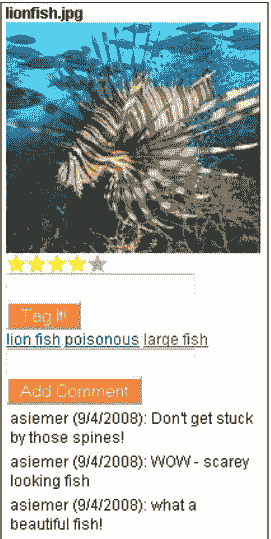 lionfish.jpg
Tag It!
lion fish poisonous large fish
Add Comment
asiemer (9/4/2008): Don't get stuck
by those spines!
asiemer (9/4/2008): WOW - scarey
looking fish
asiemer (9/4/2008): what a
beautiful fish!